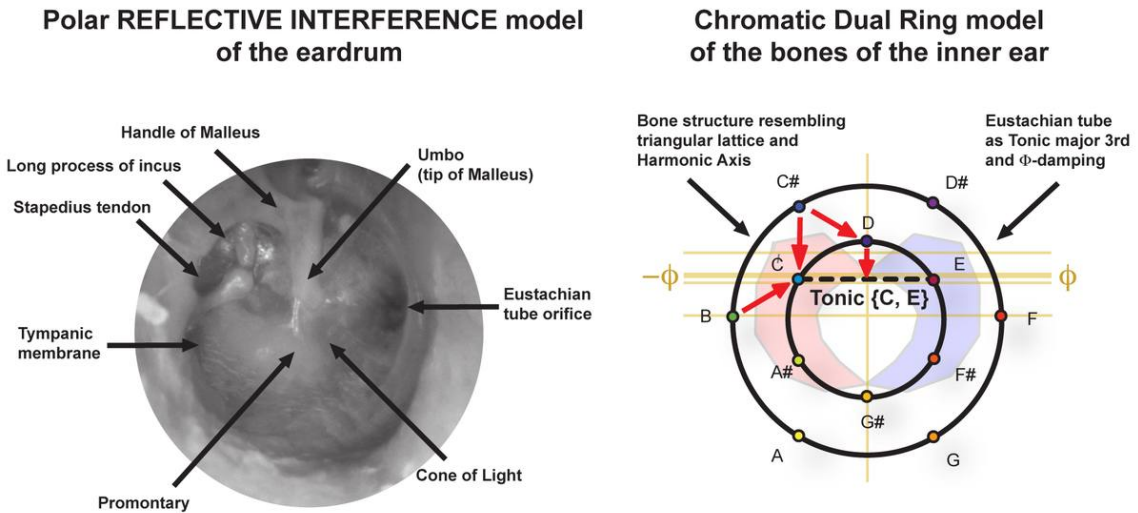 Polar REFLECTIVE INTERFERENCE model
of the eardrum
Handle of Malleus
Long process of incus
Stapedius tendon
Umbo
(tip of Malleus)
Eustachian
tube orifice
Tympanic
membrane
Cone of Light
Promontary
Chromatic Dual Ring model
of the bones of the inner ear
Bone structure resembling
triangular lattice and
Harmonic Axis
Eustachian tube
as Tonic major 3rd
and Φ-damping
C#
D#
D
C
E
−ϕ
ϕ
Tonic {C, E}
B
F
A#
F#
G#
A
G